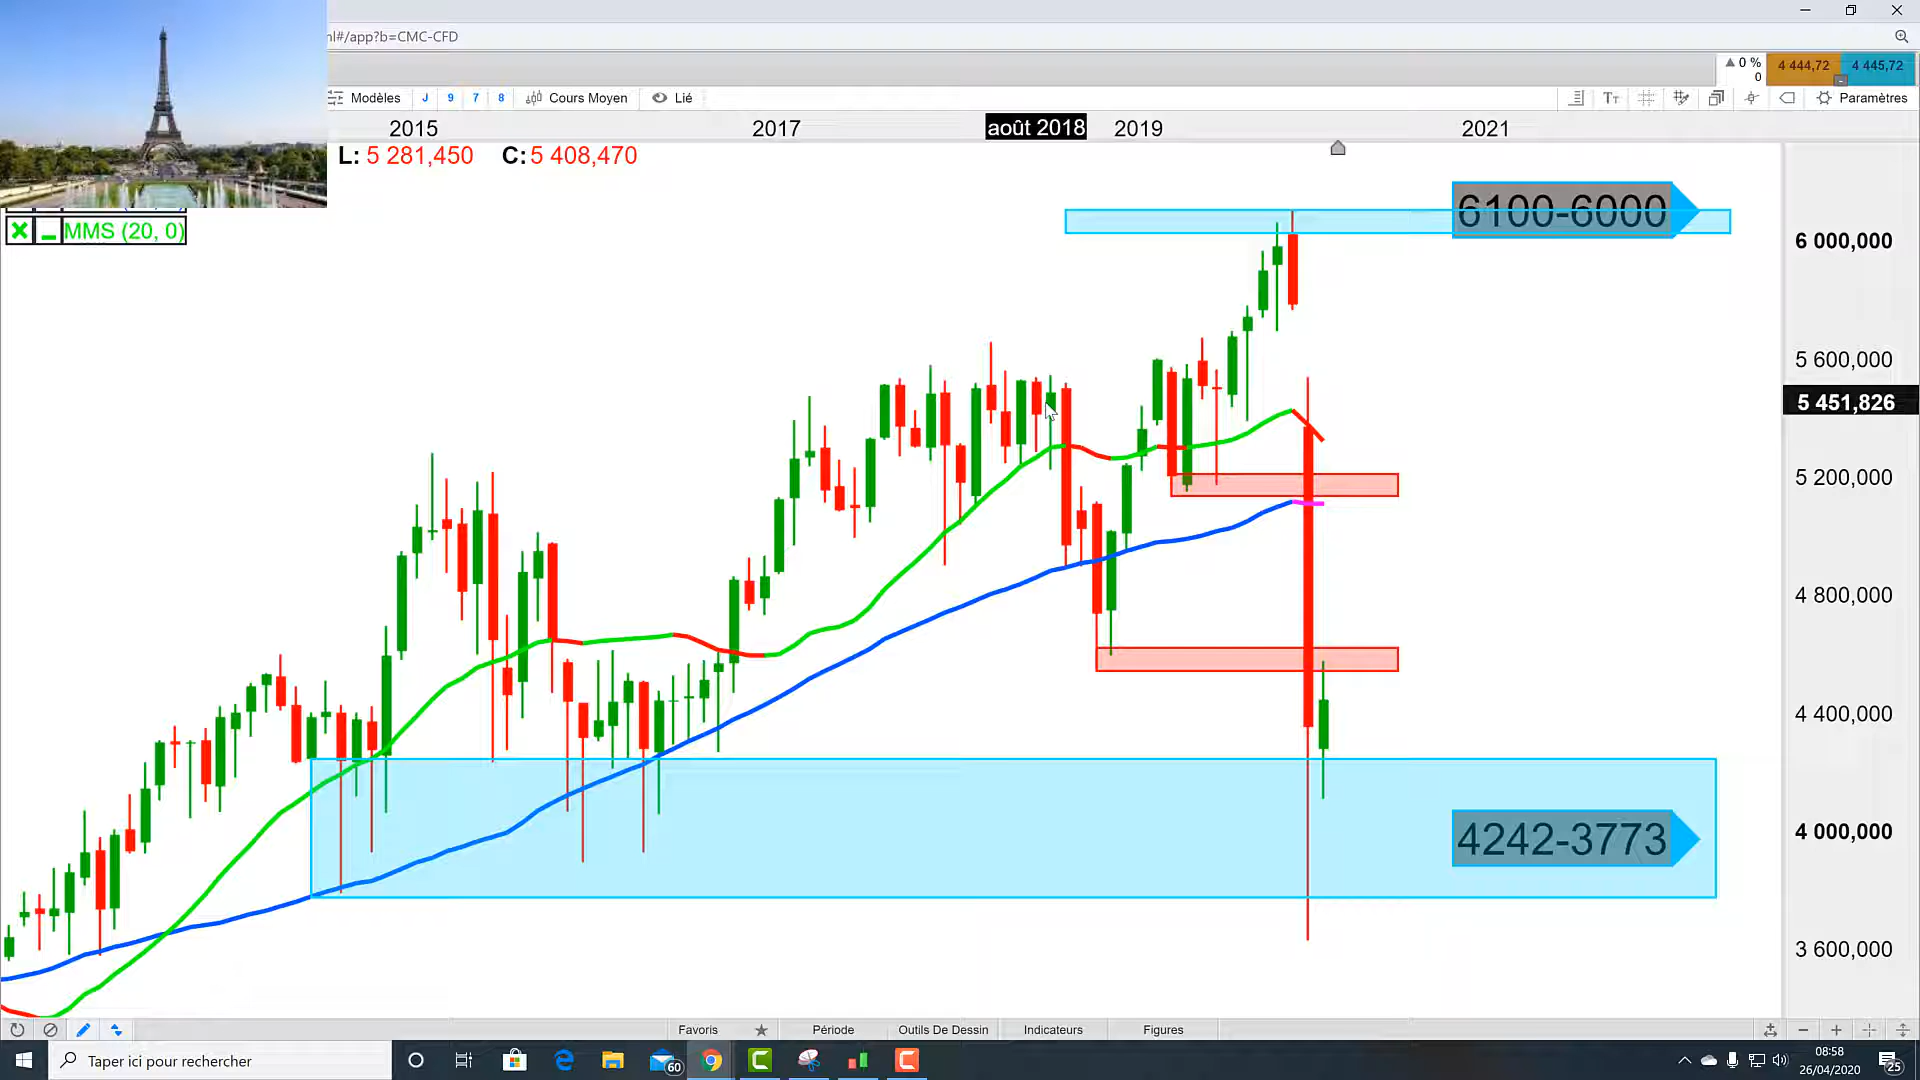 nl#/app?b=CMC-CFD
0 %
0
4 444,72
4 445,72
Modèles
J
9
7
8
Cours Moyen
Lié
Paramètres
2015
2017
août 2018
2019
2021
L: 5 281,450 C: 5 408,470
MMS (20, 0)
6100-6000
6 000,000
5 600,000
5 451,826
5 200,000
4 800,000
4 400,000
4242-3773
4 000,000
3 600,000
Favoris
Période
Outils De Dessin
Indicateurs
Figures
Taper ici pour rechercher
60
08:58
26/04/2020
25